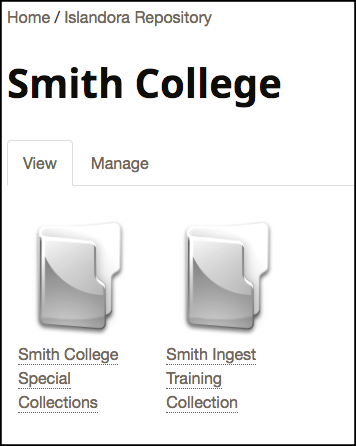 Home / Islandora Repository
Smith College
View
Manage
Smith College
Special
Collections
Smith Ingest
Training
Collection